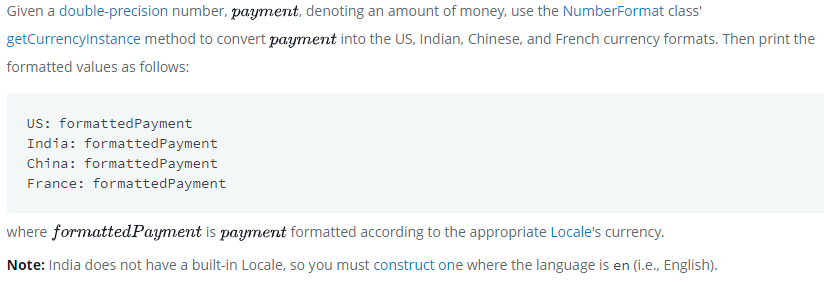 Given a double-precision number, payment, denoting an amount of money, use the NumberFormat class'
getCurrencyInstance method to convert payment into the US, Indian, Chinese, and French currency formats. Then print the
formatted values as follows:
US: formattedPayment
India: formattedPayment
China: formattedPayment
France: formattedPayment
where formattedPayment is payment formatted according to the appropriate Locale's currency.
Note: India does not have a built-in Locale, so you must construct one where the language is en (i.e., English).